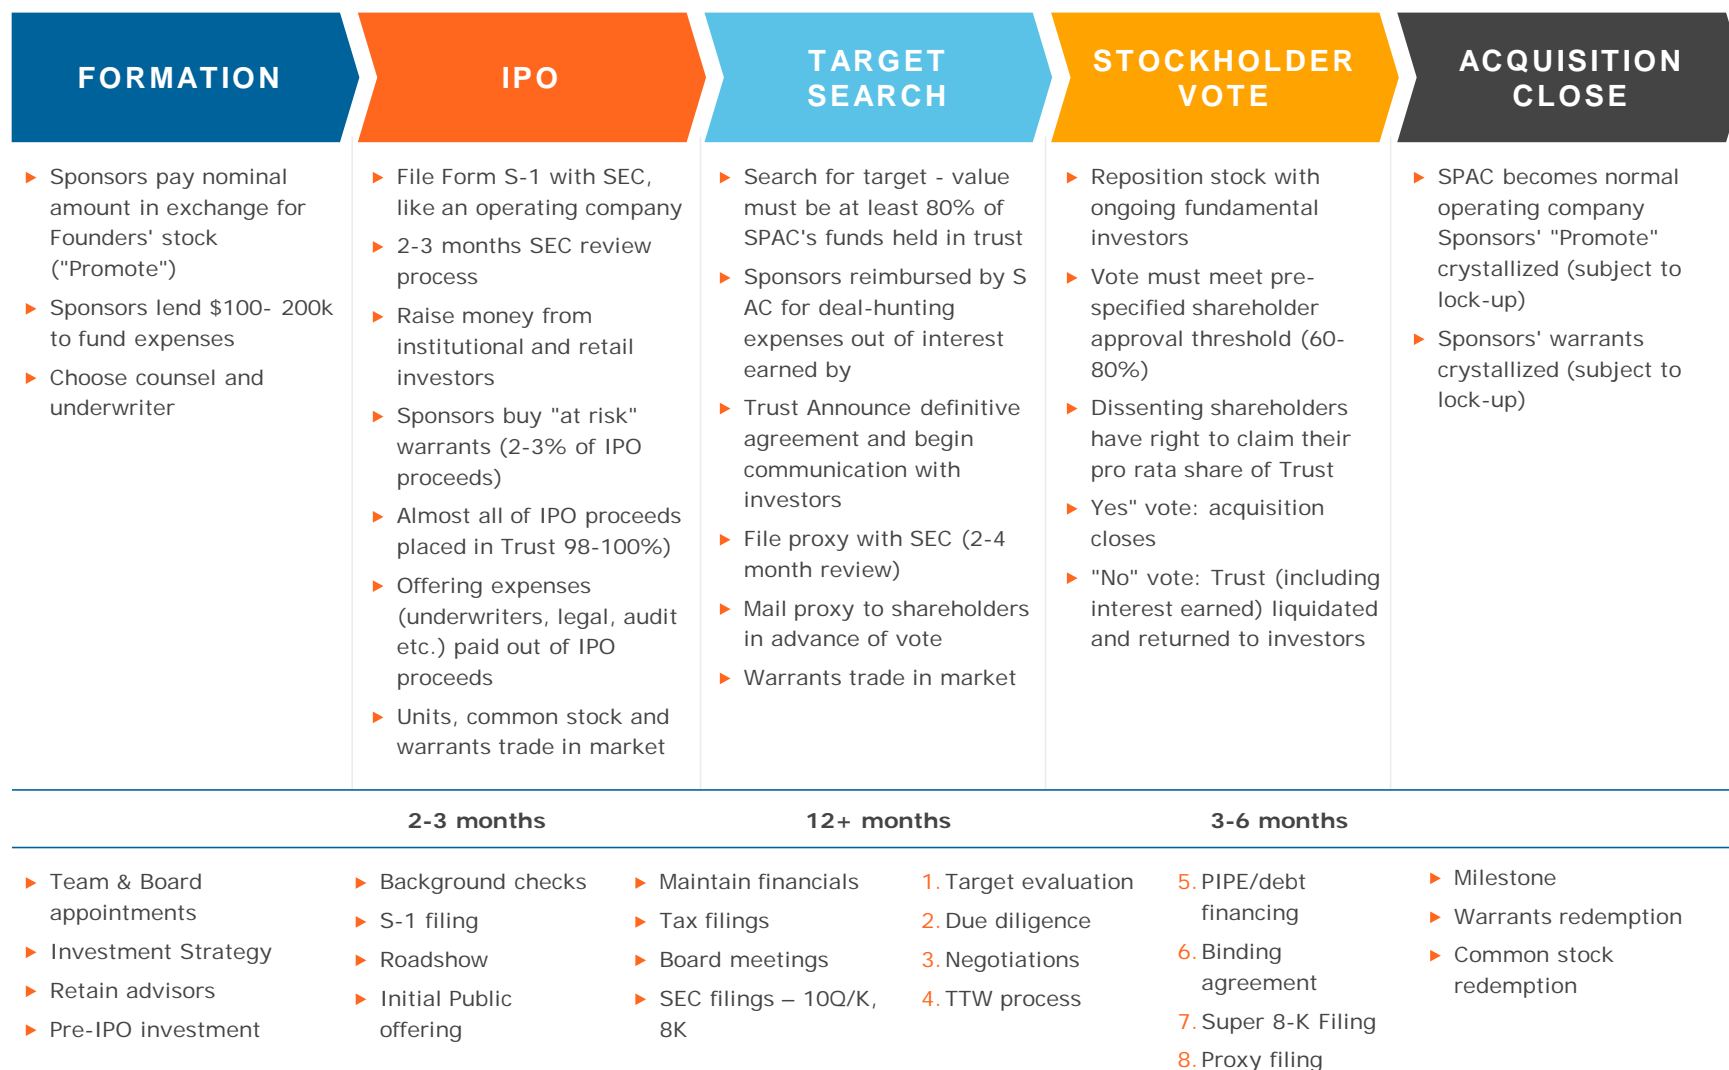 FORMATION
IPO
TARGET
SEARCH
STOCKHOLDER
VOTE
ACQUISITION
CLOSE
Sponsors pay nominal
amount in exchange for
Founders' stock
("Promote")
Sponsors lend $100- 200k
to fund expenses
Choose counsel and
underwriter
File Form S-1 with SEC,
like an operating company
2-3 months SEC review
process
Raise money from
institutional and retail
investors
Sponsors buy "at risk"
warrants (2-3% of IPO
proceeds)
Almost all of IPO proceeds
placed in Trust 98-100%)
Offering expenses
(underwriters, legal, audit
etc.) paid out of IPO
proceeds
Units, common stock and
warrants trade in market
Search for target - value
must be at least 80% of
SPAC's funds held in trust
Sponsors reimbursed by S
AC for deal-hunting
expenses out of interest
earned by
Trust Announce definitive
agreement and begin
communication with
investors
File proxy with SEC (2-4
month review)
Mail proxy to shareholders
in advance of vote
Warrants trade in market
Reposition stock with
ongoing fundamental
investors
Vote must meet pre-
specified shareholder
approval threshold (60-
80%)
Dissenting shareholders
have right to claim their
pro rata share of Trust
Yes" vote: acquisition
closes
"No" vote: Trust (including
interest earned) liquidated
and returned to investors
SPAC becomes normal
operating company
Sponsors' "Promote"
crystallized (subject to
lock-up)
Sponsors' warrants
crystallized (subject to
lock-up)
2-3 months
12+ months
3-6 months
Team & Board
appointments
Investment Strategy
Retain advisors
Pre-IPO investment
Background checks
S-1 filing
Roadshow
Initial Public
offering
Maintain financials
Tax filings
Board meetings
SEC filings – 10Q/K,
8K
1. Target evaluation
2. Due diligence
3. Negotiations
4. TTW process
5. PIPE/debt
financing
6. Binding
agreement
7. Super 8-K Filing
8. Proxy filing
Milestone
Warrants redemption
Common stock
redemption